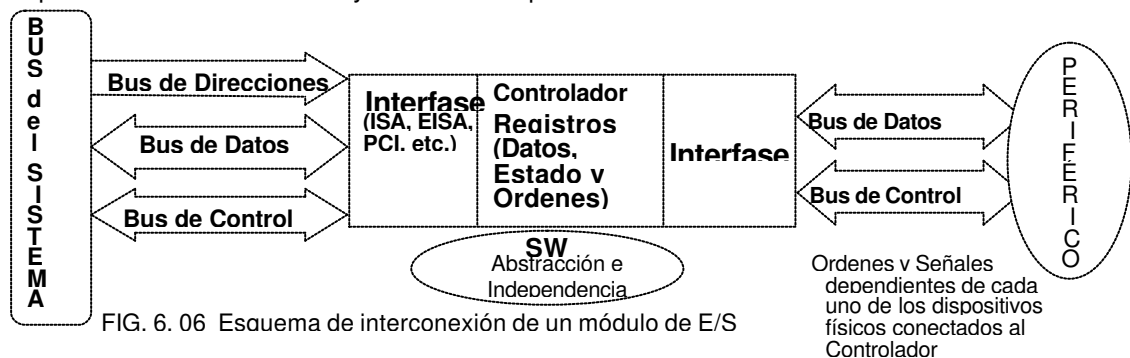 BUS del SISTEMA
Bus de Direcciones
Bus de Datos
Bus de Control
Interfase
(ISA, EISA,
PCI, etc.)
Controlador
Registros
(Datos,
Estado y
Ordenes)
Interfase
SW
Abstracción e
Independencia
Bus de Datos
Bus de Control
PERIFÉRICO
Ordenes y Señales
dependientes de cada
uno de los dispositivos
físicos conectados al
Controlador
FIG. 6. 06 Esquema de interconexión de un módulo de E/S